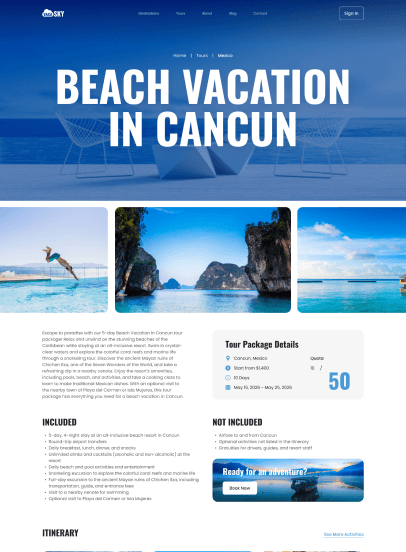 SKY
Destinations Tours About Blog Contact
Sign In
Home | Tours | Mexico
BEACH VACATION
IN CANCUN
Escape to paradise with our 5-day Beach Vacation in Cancun tour
package! Relax and unwind on the stunning beaches of the
Caribbean while staying at an all-inclusive resort. Swim in crystal-
clear waters and explore the colorful coral reefs and marine life
through a snorkeling tour. Discover the ancient Mayan ruins of
Chichen Itza, one of the Seven Wonders of the World, and take a
refreshing dip in a nearby cenote. Enjoy the resort's amenities,
including pools, beach, and activities, and take a cooking class to
learn to make traditional Mexican dishes. With an optional visit to
the nearby town of Playa del Carmen or Isla Mujeres, this tour
package has everything you need for a beach vacation in Cancun.
Tour Package Details
Cancun, Mexico
Start from $1,400
10 Days
May 15, 2026 – May 25, 2026
Quota
/
50
INCLUDED
• 5-day, 4-night stay at an all-inclusive beach resort in Cancun
• Round-trip airport transfers
• Daily breakfast, lunch, dinner, and snacks
• Unlimited drinks and cocktails (alcoholic and non-alcoholic) at the
resort
• Daily beach and pool activities and entertainment
• Snorkeling excursion to explore the colorful coral reefs and marine life
• Full-day excursion to the ancient Mayan ruins of Chichen Itza, including
transportation, guide, and entrance fees
• Visit to a nearby cenote for swimming
• Optional visit to Playa del Carmen or Isla Mujeres
NOT INCLUDED
• Airfare to and from Cancun
• Optional activities not listed in the itinerary
• Gratuities for drivers, guides, and resort staff
Ready for an adventure?
Book Now
ITINERARY
See More Activities